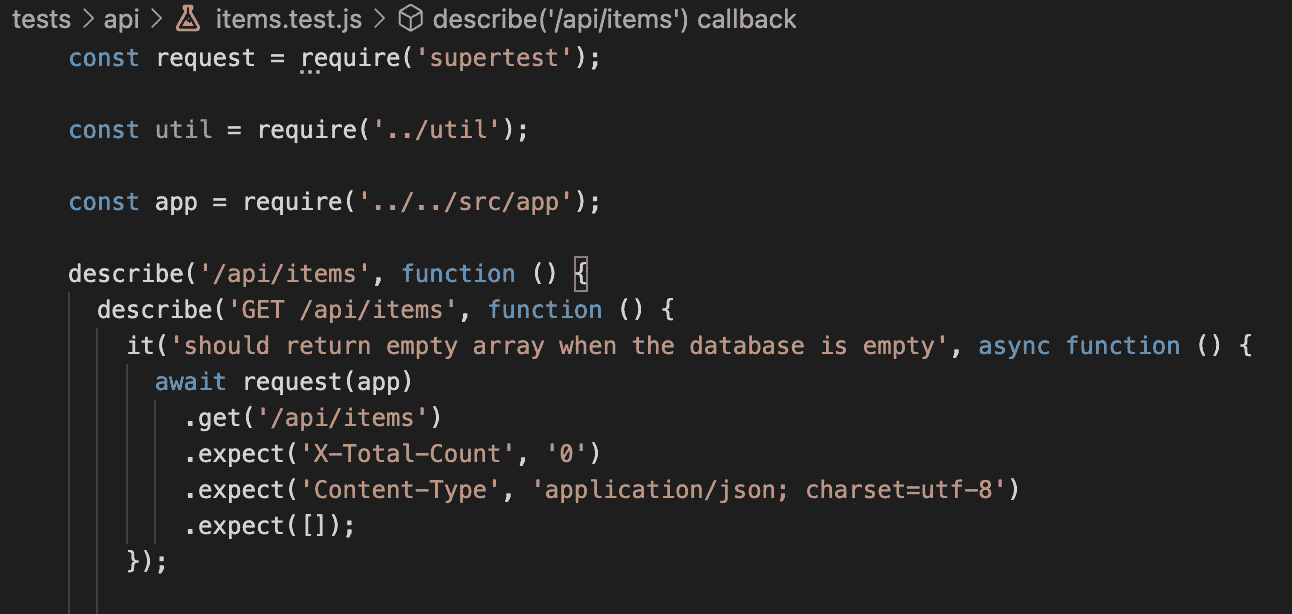 tests > api > items.test.js > describe('/api/items') callback
const request = require('supertest');
const util = require('../util');
const app = require('../../src/app');
describe('/api/items', function () {
describe('GET /api/items', function () {
it('should return empty array when the database is empty', async function () {
await request(app)
.get('/api/items')
.expect('X-Total-Count', '0')
.expect('Content-Type', 'application/json; charset=utf-8')
.expect([]);
});